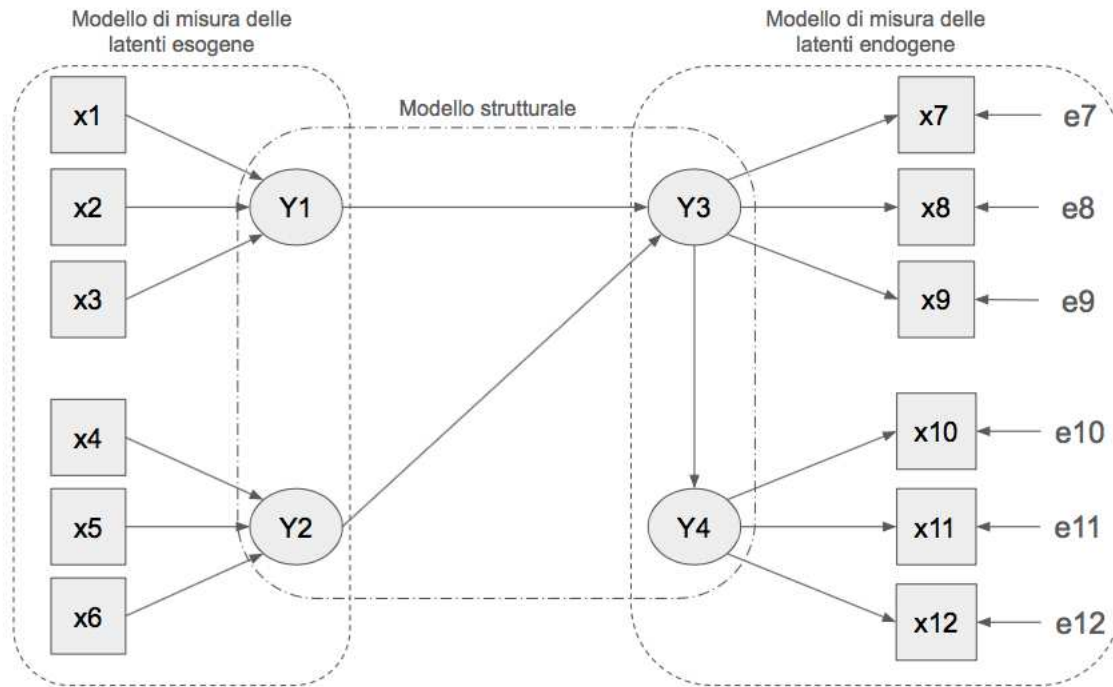 Modello di misura delle
latenti esogene
Modello di misura delle
latenti endogene
Modello strutturale
x1
x2
x3
x4
x5
x6
Y1
Y2
Y3
Y4
x7
x8
x9
x10
x11
x12
e7
e8
e9
e10
e11
e12